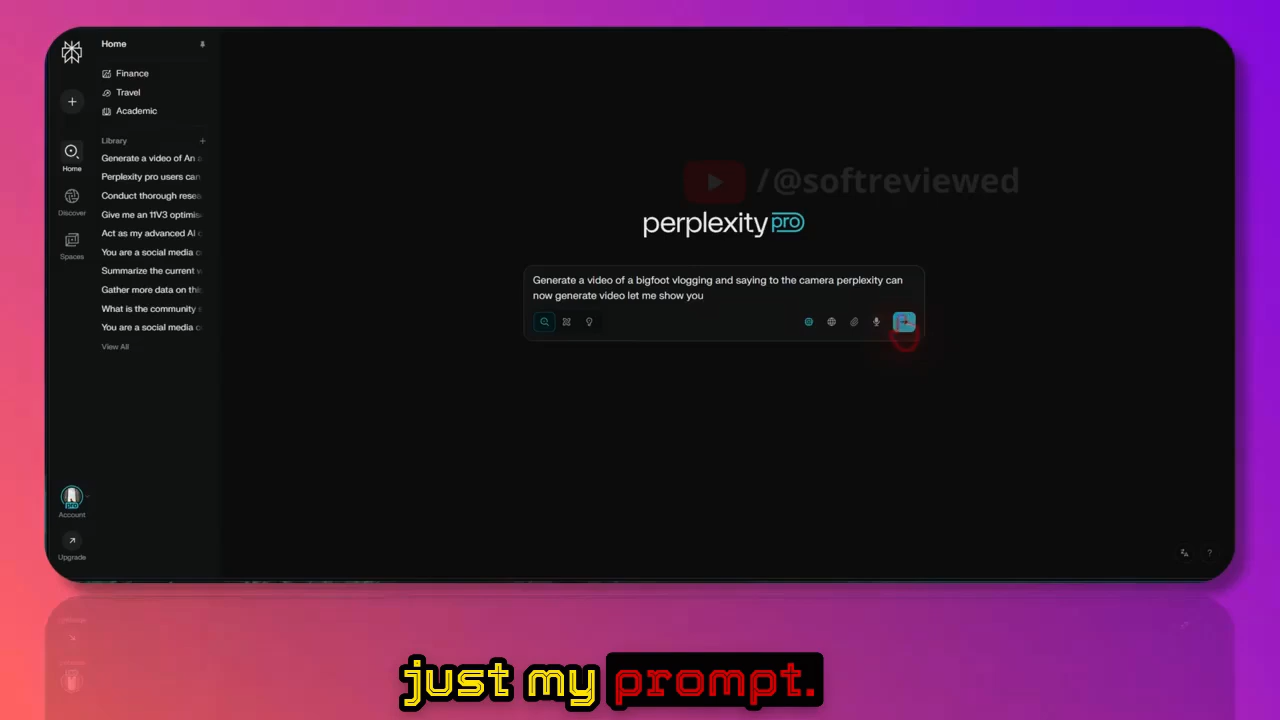 Home
Finance
Travel
Academic
Library
Generate a video of An a
Perplexity pro users can
Conduct thorough resea
Give me an 11V3 optimis
Act as my advanced AI c
You are a social media c
Summarize the current v
Gather more data on this
What is the community s
You are a social media c
View All
Home
Discover
Spaces
pro
Account
Upgrade
/@softreviewed
perplexity pro
Generate a video of a bigfoot vlogging and saying to the camera perplexity can
now generate video let me show you
?
just my prompt.